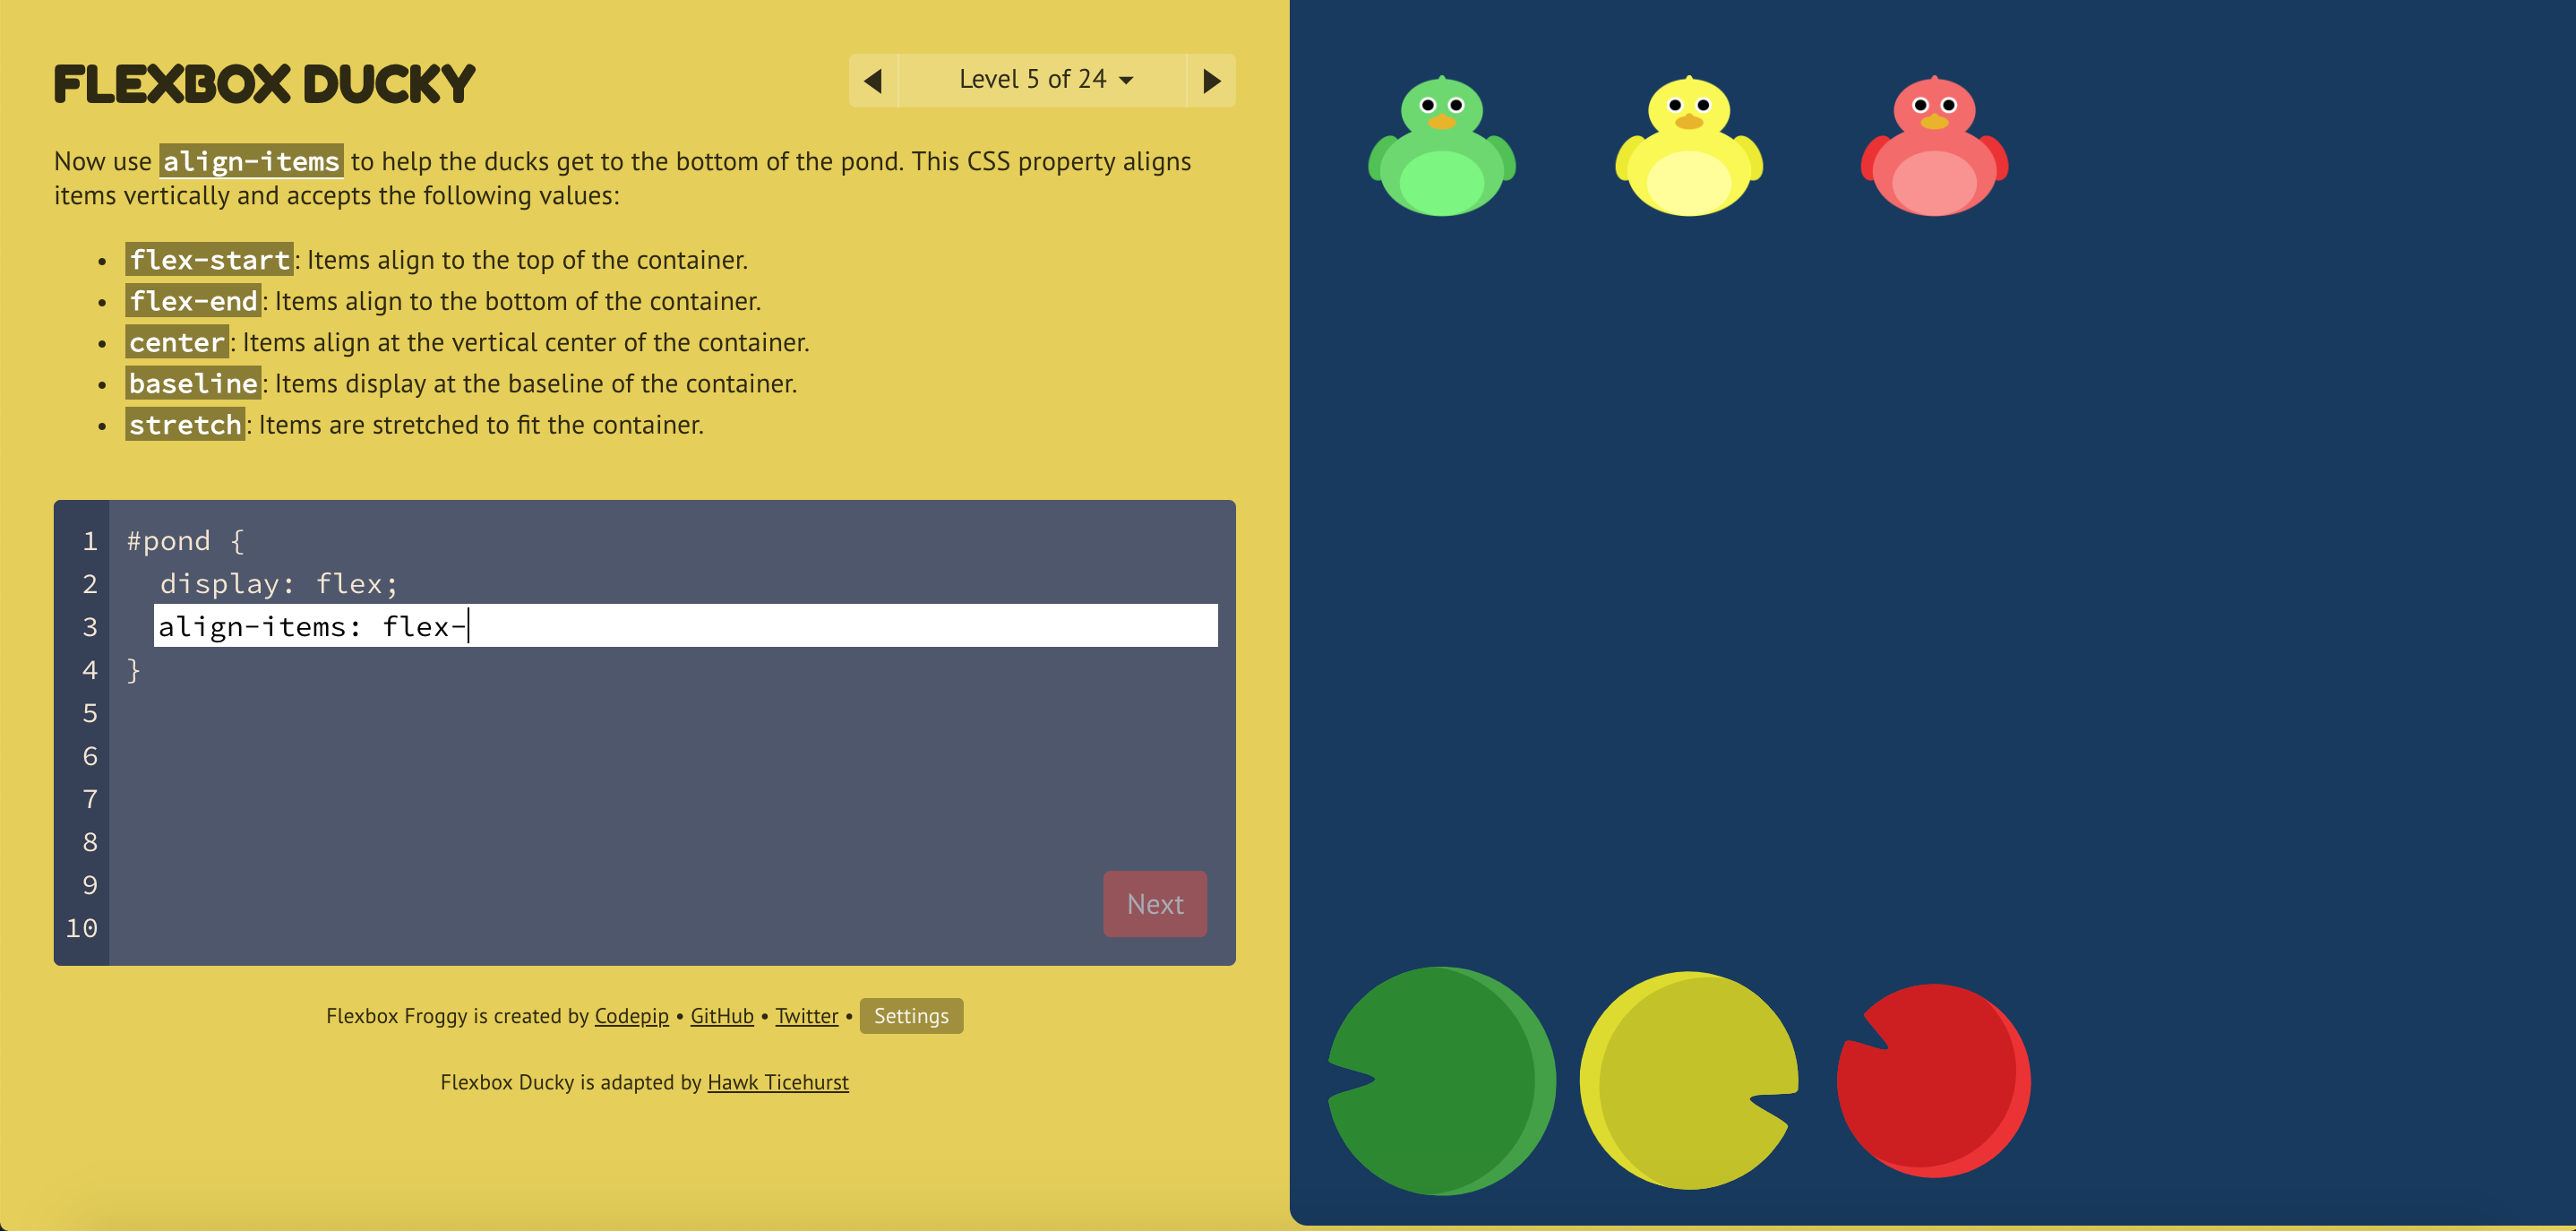 FLEXBOX DUCKY
Level 5 of 24
Now use align-items to help the ducks get to the bottom of the pond. This CSS property aligns
items vertically and accepts the following values:
• flex-start: Items align to the top of the container.
• flex-end: Items align to the bottom of the container.
• center: Items align at the vertical center of the container.
• baseline: Items display at the baseline of the container.
• stretch: Items are stretched to fit the container.
1 #pond {
2 display: flex;
3 align-items: flex-
4 }
5
6
7
8
9
10
Next
Flexbox Froggy is created by Codepip • GitHub • Twitter • Settings
Flexbox Ducky is adapted by Hawk Ticehurst